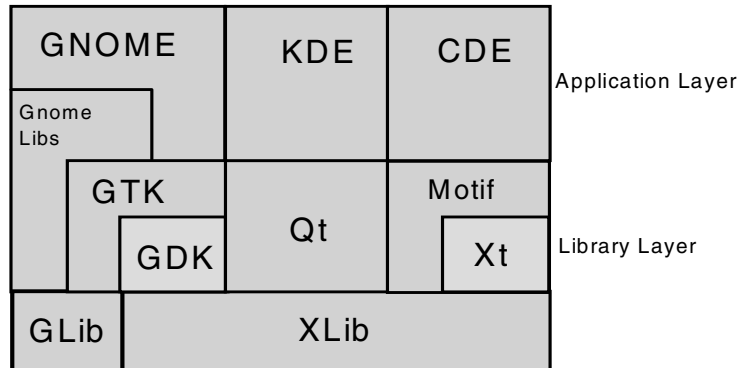 GNOME
KDE
CDE
Application Layer
Gnome
Libs
GTK
Motif
Qt
GDK
Xt
Library Layer
GLib
XLib